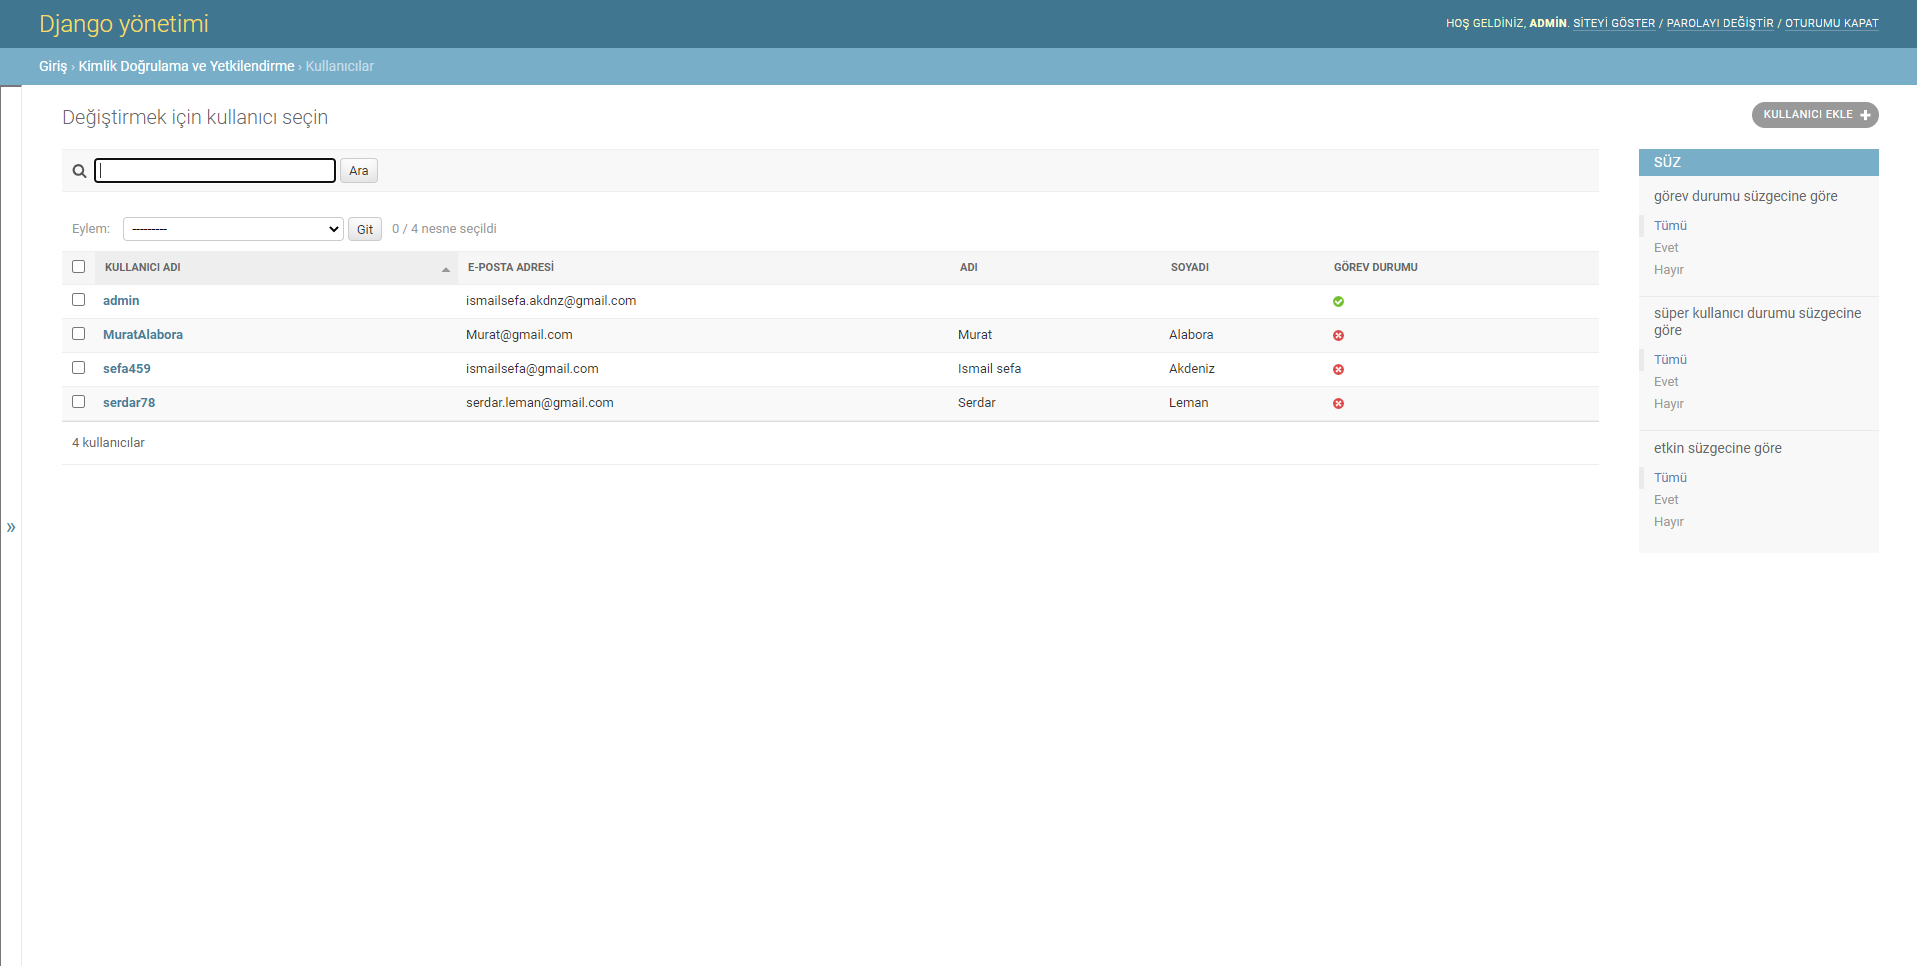 Django yönetimi
HOŞ GELDİNİZ, ADMIN. SİTEYİ GÖSTER / PAROLAYI DEĞİŞTİR / OTURUMU KAPAT
Giriş › Kimlik Doğrulama ve Yetkilendirme › Kullanıcılar
Değiştirmek için kullanıcı seçin
KULLANICI EKLE
Ara
Eylem: --------- Git 0 / 4 nesne seçildi
KULLANICI ADI E-POSTA ADRESİ ADI SOYADI GÖREV DURUMU
admin ismailsefa.akdnz@gmail.com
MuratAlabora Murat@gmail.com Murat Alabora
sefa459 ismailsefa@gmail.com Ismail sefa Akdeniz
serdar78 serdar.leman@gmail.com Serdar Leman
4 kullanıcılar
SÜZ
görev durumu süzgecine göre
Tümü
Evet
Hayır
süper kullanıcı durumu süzgecine
göre
Tümü
Evet
Hayır
etkin süzgecine göre
Tümü
Evet
Hayır
»